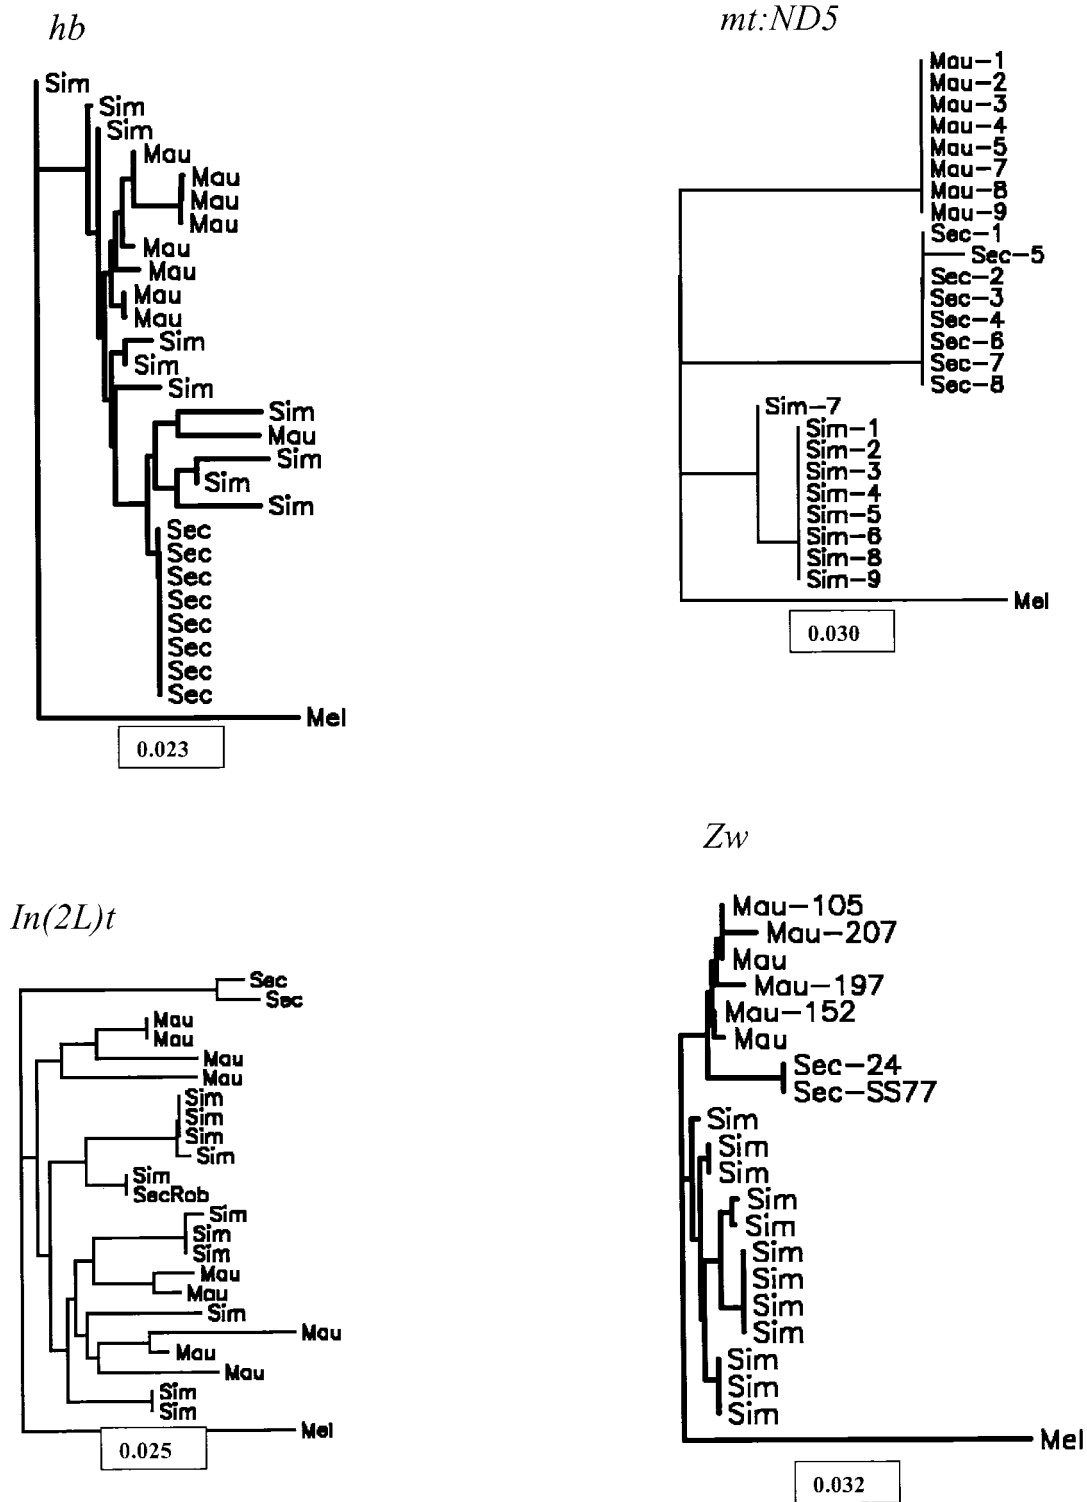 hb
Sim
Sim
Sim
Mau
Mau
Mau
Mau
Mau
Mau
Mau
Mau
Sim
Sim
Sim
Sim
Mau
Sim
Sim
Sim
Sec
Sec
Sec
Sec
Sec
Sec
Sec
Sec
Mel
0.023
mt:ND5
Mau-1
Mau-2
Mau-3
Mau-4
Mau-5
Mau-7
Mau-8
Mau-9
Sec-1
Sec-5
Sec-2
Sec-3
Sec-4
Sec-6
Sec-7
Sec-8
Sim-7
Sim-1
Sim-2
Sim-3
Sim-4
Sim-5
Sim-6
Sim-8
Sim-9
Mel
0.030
In(2L)t
Sec
Sec
Mau
Mau
Mau
Mau
Sim
Sim
Sim
Sim
Sim
SecRob
Sim
Sim
Sim
Mau
Mau
Sim
Mau
Mau
Mau
Sim
Sim
Mel
0.025
Zw
Mau-105
Mau-207
Mau
Mau-197
Mau-152
Mau
Sec-24
Sec-SS77
Sim
Sim
Sim
Sim
Sim
Sim
Sim
Sim
Sim
Sim
Sim
Sim
Mel
0.032